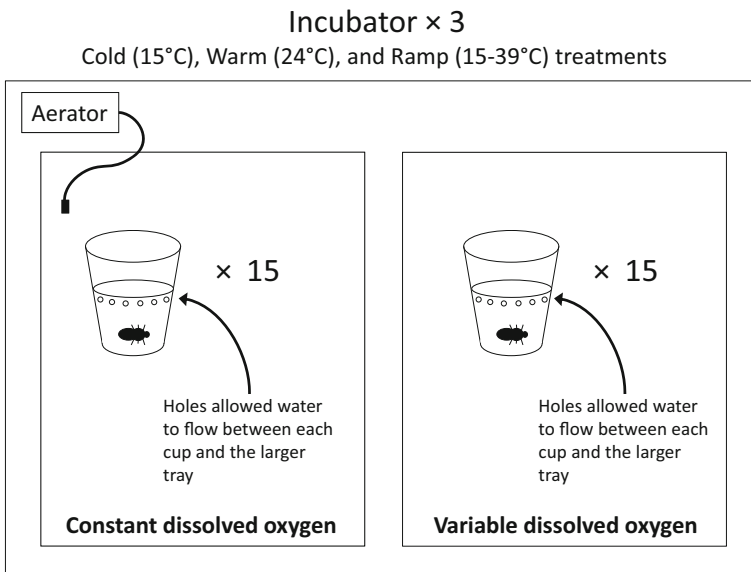 Incubator × 3
Cold (15°C), Warm (24°C), and Ramp (15-39°C) treatments
Aerator
× 15
Holes allowed water
to flow between each
cup and the larger
tray
Constant dissolved oxygen
× 15
Holes allowed water
to flow between each
cup and the larger
tray
Variable dissolved oxygen